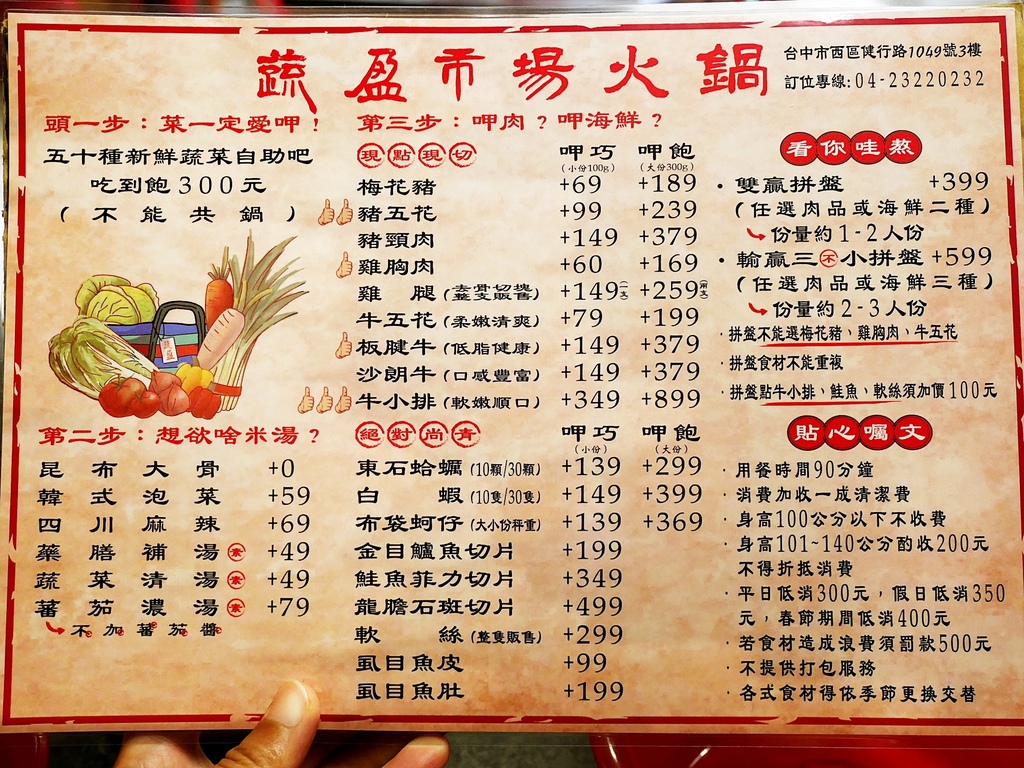 蔬盈市場火鍋
台中市西區健行路1049號3樓
訂位專線:04-23220232
頭一步：菜一定愛呷！
五十種新鮮蔬菜自助吧
吃到飽300元
(不能共鍋)
蔬盈
第二步：想欲啥米湯？
昆布大骨 +0
韓式泡菜 +59
四川麻辣 +69
藥膳補湯 素 +49
蔬菜清湯 素 +49
蕃茄濃湯 素 +79
不加蕃茄醬
第三步：呷肉？呷海鮮？
現點現切 呷巧 呷飽
(小份100g) (大份300g)
梅花豬 +69 +189
豬五花 +99 +239
豬頸肉 +149 +379
雞胸肉 +60 +169
雞腿(去骨切塊 整支販售) +149(一支) +259(兩支)
牛五花(柔嫩清爽) +79 +199
板腱牛(低脂健康) +149 +379
沙朗牛(口感豐富) +149 +379
牛小排(軟嫩順口) +349 +899
絕對尚青 呷巧 呷飽
(小份) (大份)
東石蛤蠣(10顆/30顆) +139 +299
白蝦(10隻/30隻) +149 +399
布袋蚵仔(大小份秤重) +139 +369
金目鱸魚切片 +199
鮭魚菲力切片 +349
龍膽石斑切片 +499
軟絲(整隻販售) +299
虱目魚皮 +99
虱目魚肚 +199
看你哇熬
·雙贏拼盤 +399
(任選肉品或海鮮二種)
份量約1-2人份
·輸贏三不小拼盤 +599
(任選肉品或海鮮三種)
份量約2-3人份
·拼盤不能選梅花豬、雞胸肉、牛五花
·拼盤食材不能重複
·拼盤點牛小排、鮭魚、軟絲須加價100元
貼心囑文
·用餐時間90分鐘
·消費加收一成清潔費
·身高100公分以下不收費
·身高101~140公分酌收200元
不得折抵消費
·平日低消300元，假日低消350
元，春節期間低消400元
·若食材造成浪費須罰款500元
·不提供打包服務
·各式食材得依季節更換交替